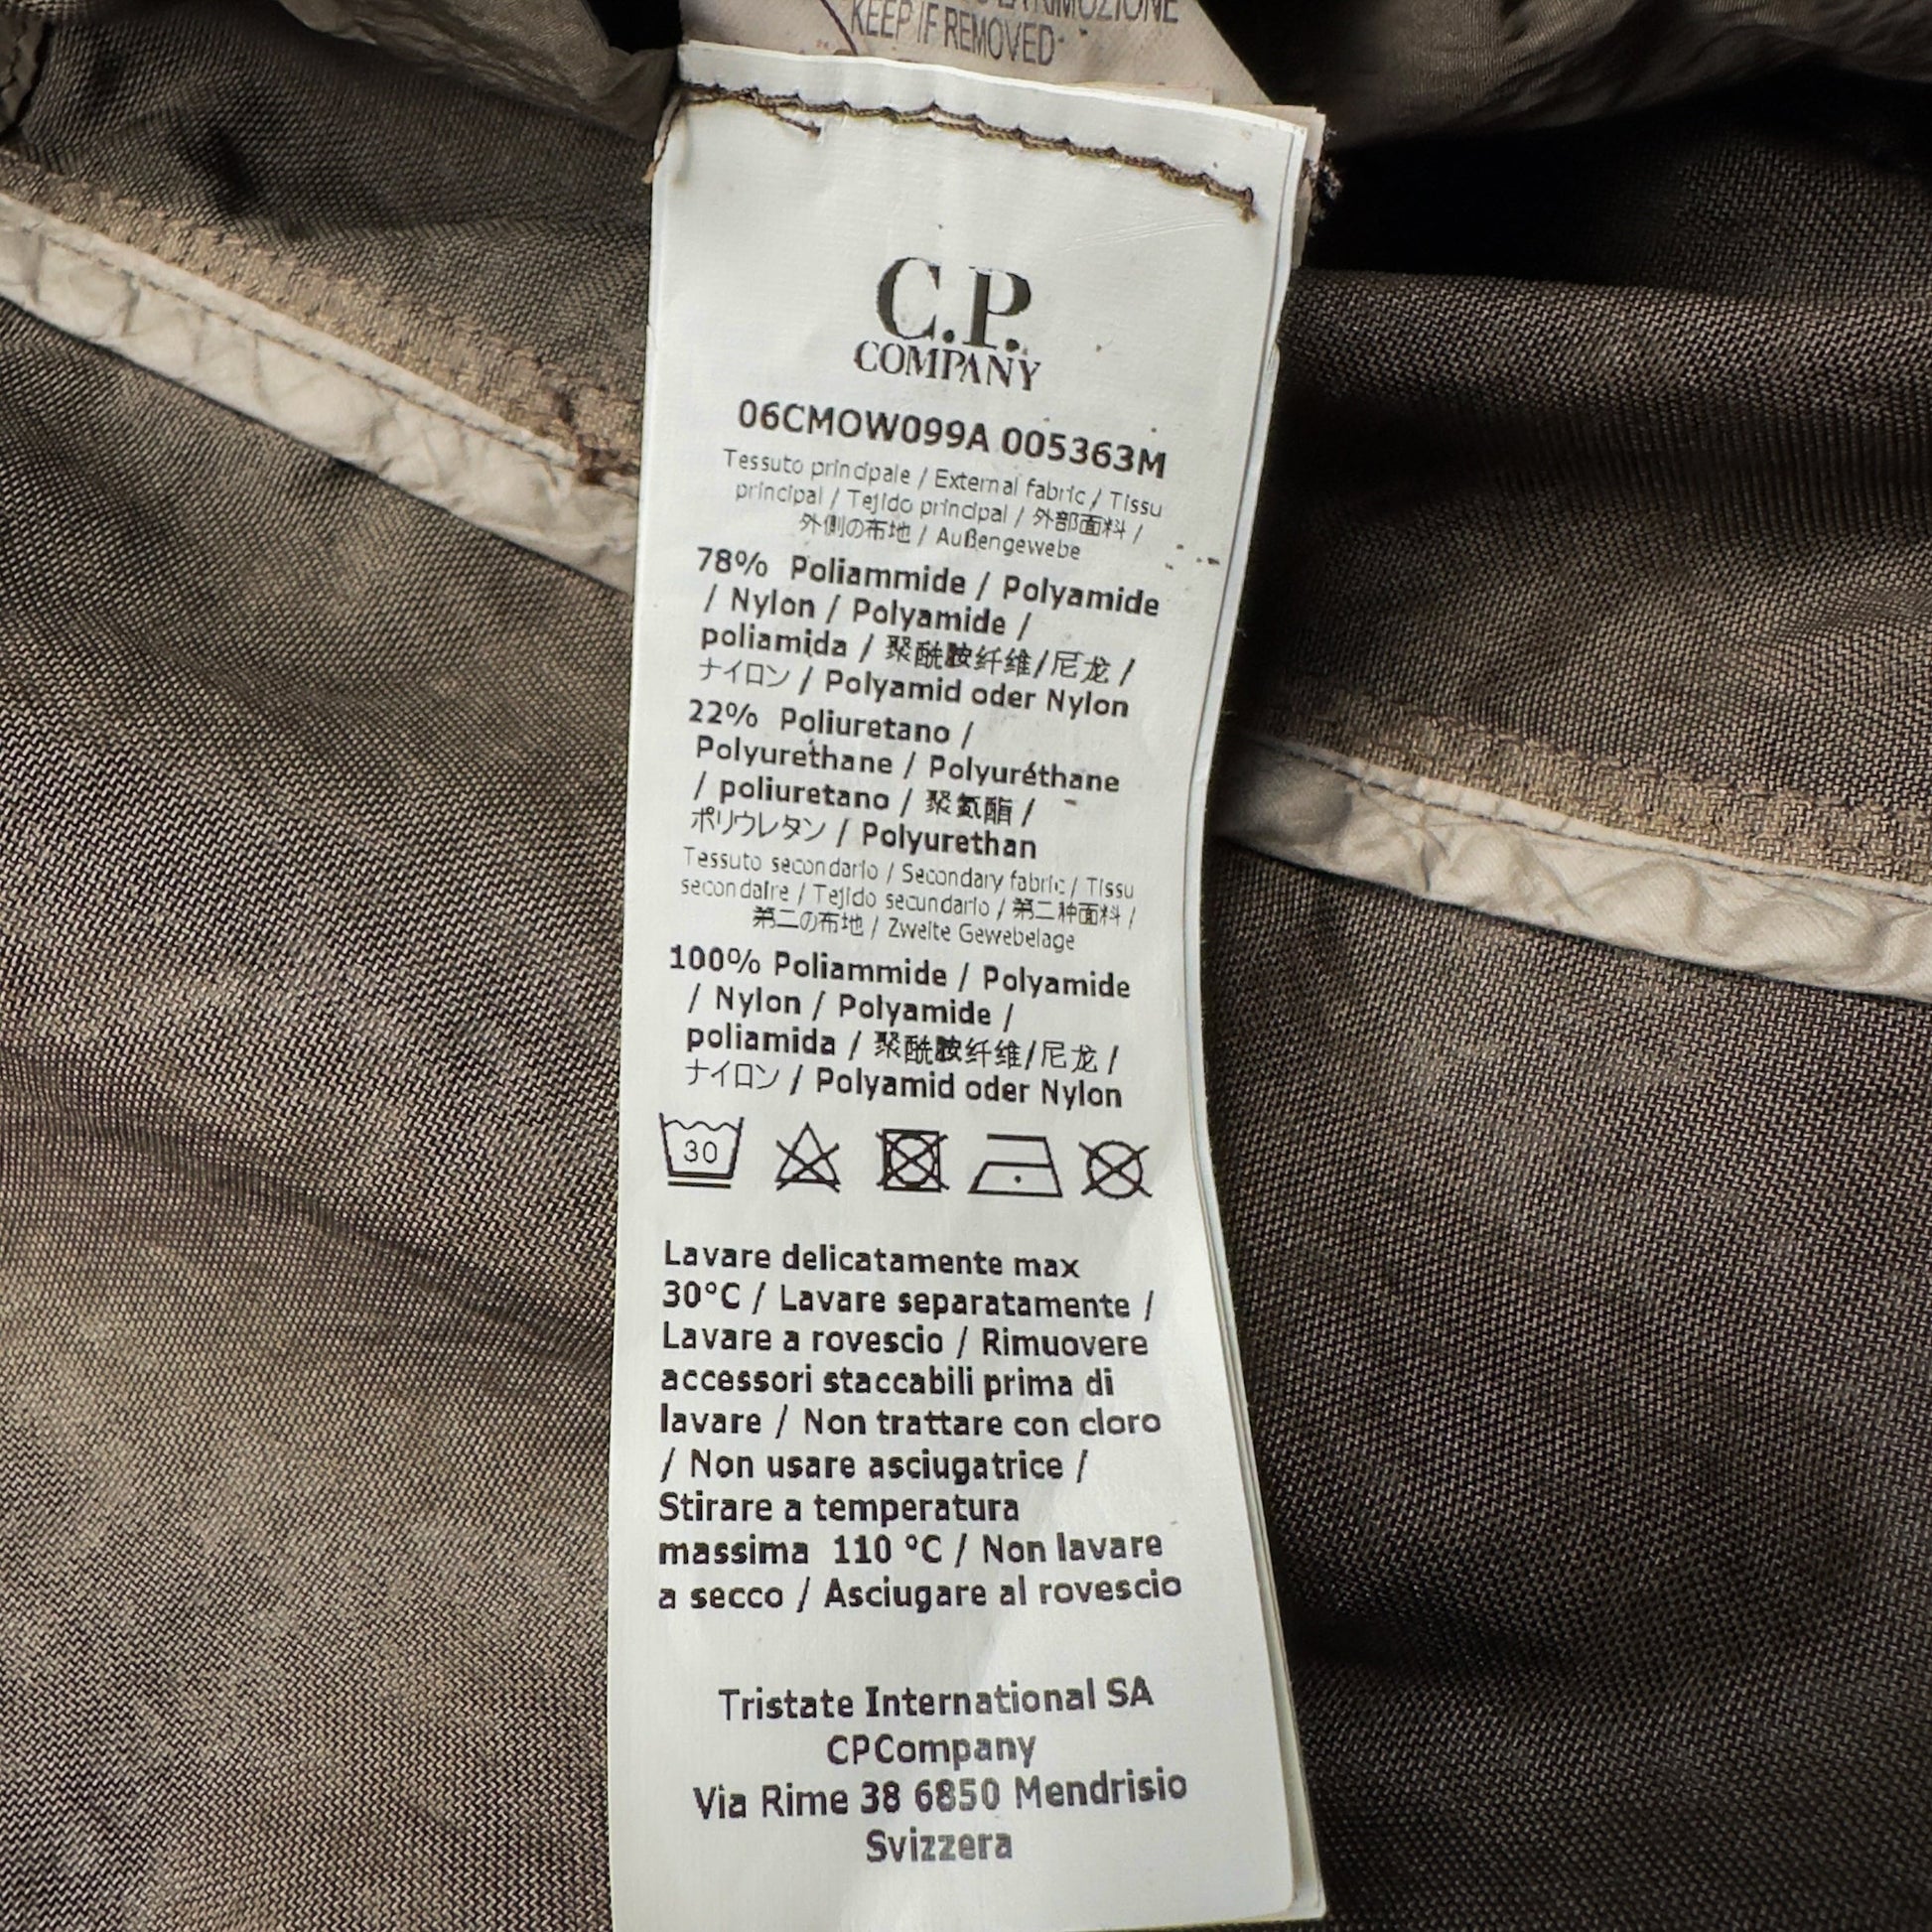 LA RIMOZIONE
KEEP IF REMOVED
C.P.
COMPANY
06CMOW099A 005363M
Tessuto principale / External fabric / Tissu
principal / Tejido principal / 外部面料 /
外側の布地 / Außengewebe
78% Poliammide / Polyamide
/ Nylon / Polyamide /
poliamida / 聚酰胺纤维/尼龙 /
ナイロン / Polyamid oder Nylon
22% Poliuretano /
Polyurethane / Polyuréthane
/ poliuretano / 聚氨酯 /
ポリウレタン / Polyurethan
Tessuto secondario / Secondary fabric / Tissu
secondaire / Tejido secundario / 第二种面料 /
第二の布地 / Zweite Gewebelage
100% Poliammide / Polyamide
/ Nylon / Polyamide /
poliamida / 聚酰胺纤维/尼龙 /
ナイロン / Polyamid oder Nylon
30
Lavare delicatamente max
30°C / Lavare separatamente /
Lavare a rovescio / Rimuovere
accessori staccabili prima di
lavare / Non trattare con cloro
/ Non usare asciugatrice /
Stirare a temperatura
massima 110 °C / Non lavare
a secco / Asciugare al rovescio
Tristate International SA
CPCompany
Via Rime 38 6850 Mendrisio
Svizzera